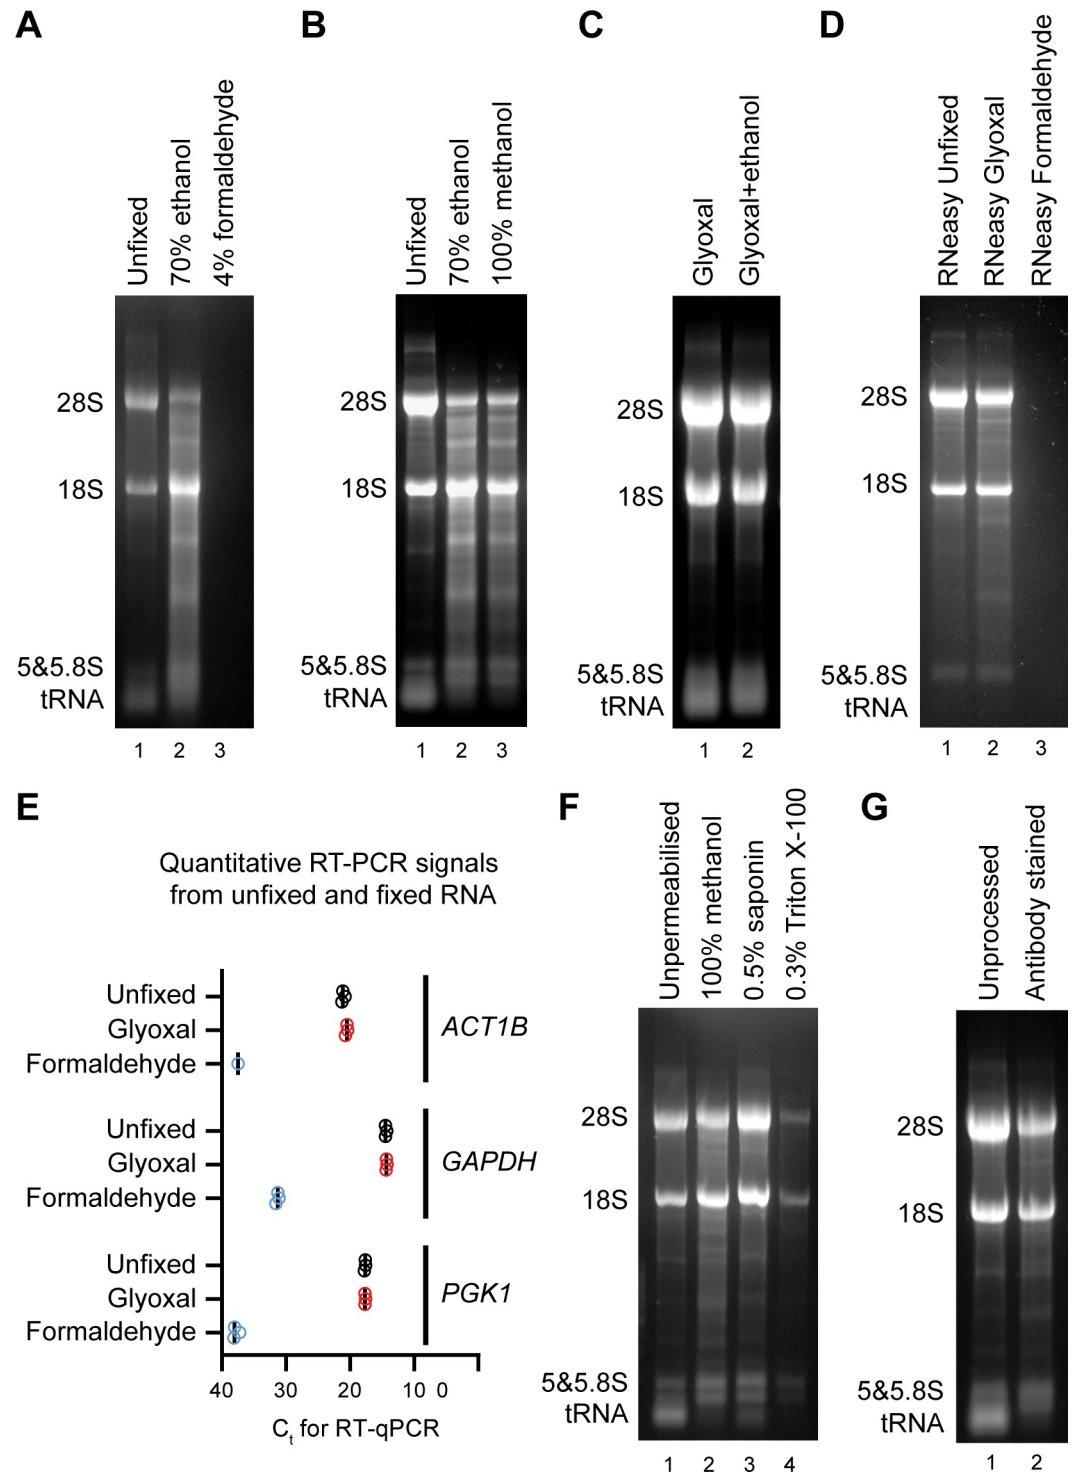 A
B
C
D
Unfixed
70% ethanol
4% formaldehyde
Unfixed
70% ethanol
100% methanol
Glyoxal
Glyoxal+ethanol
RNeasy Unfixed
RNeasy Glyoxal
RNeasy Formaldehyde
28S
18S
5&5.8S
tRNA
1 2 3
28S
18S
5&5.8S
tRNA
1 2 3
28S
18S
5&5.8S
tRNA
1 2
28S
18S
5&5.8S
tRNA
1 2 3
E
Quantitative RT-PCR signals
from unfixed and fixed RNA
Unfixed
Glyoxal
Formaldehyde
ACT1B
Unfixed
Glyoxal
Formaldehyde
GAPDH
Unfixed
Glyoxal
Formaldehyde
PGK1
40 30 20 10 0
Ct for RT-qPCR
F
Unpermeabilised
100% methanol
0.5% saponin
0.3% Triton X-100
28S
18S
5&5.8S
tRNA
1 2 3 4
G
Unprocessed
Antibody stained
28S
18S
5&5.8S
tRNA
1 2